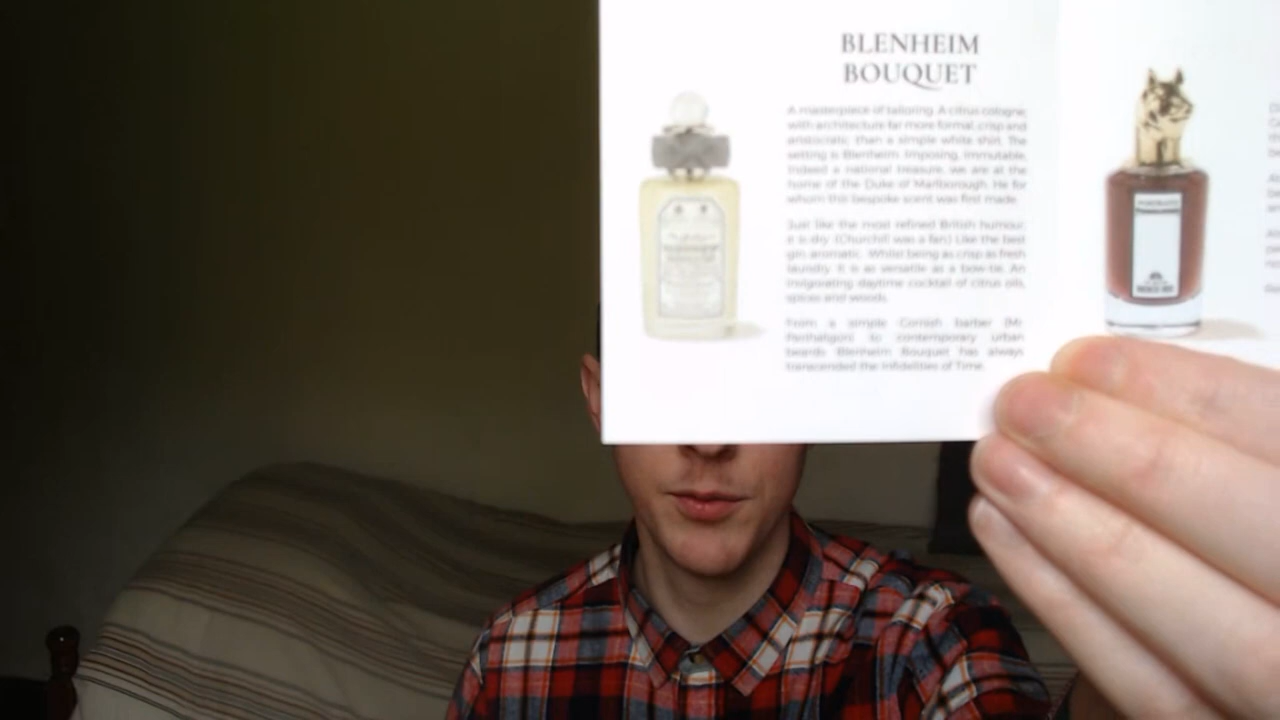 BLENHEIM
BOUQUET
A masterpiece of tailoring. A citrus cologne,
with architecture far more formal, crisp and
aristocratic, than a simple white shirt. The
setting is Blenheim. Imposing, immutable,
indeed a national treasure, we are at the
home of the Duke of Marlborough. He for
whom this bespoke scent was first made.
Just like the most refined British humour,
it is dry. (Churchill was a fan.) Like the best
gin: aromatic. Whilst being as crisp as fresh
laundry. It is as versatile as a bow-tie. An
invigorating daytime cocktail of citrus oils,
spices and woods.
From a simple Cornish barber (Mr.
Penhaligon) to contemporary urban
beards Blenheim Bouquet has always
transcended the Infidelities of Time.